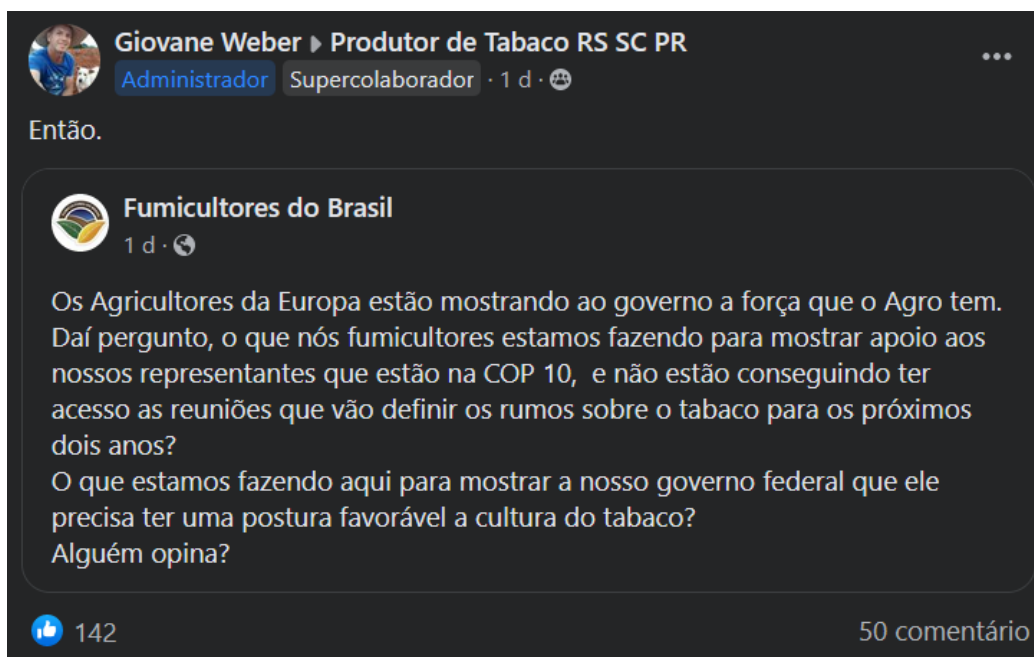 Giovane Weber ▸ Produtor de Tabaco RS SC PR
Administrador Supercolaborador · 1 d ·
Então.
Fumicultores do Brasil
1 d ·
Os Agricultores da Europa estão mostrando ao governo a força que o Agro tem.
Daí pergunto, o que nós fumicultores estamos fazendo para mostrar apoio aos
nossos representantes que estão na COP 10,  e não estão conseguindo ter
acesso as reuniões que vão definir os rumos sobre o tabaco para os próximos
dois anos?
O que estamos fazendo aqui para mostrar a nosso governo federal que ele
precisa ter uma postura favorável a cultura do tabaco?
Alguém opina?
142
50 comentário